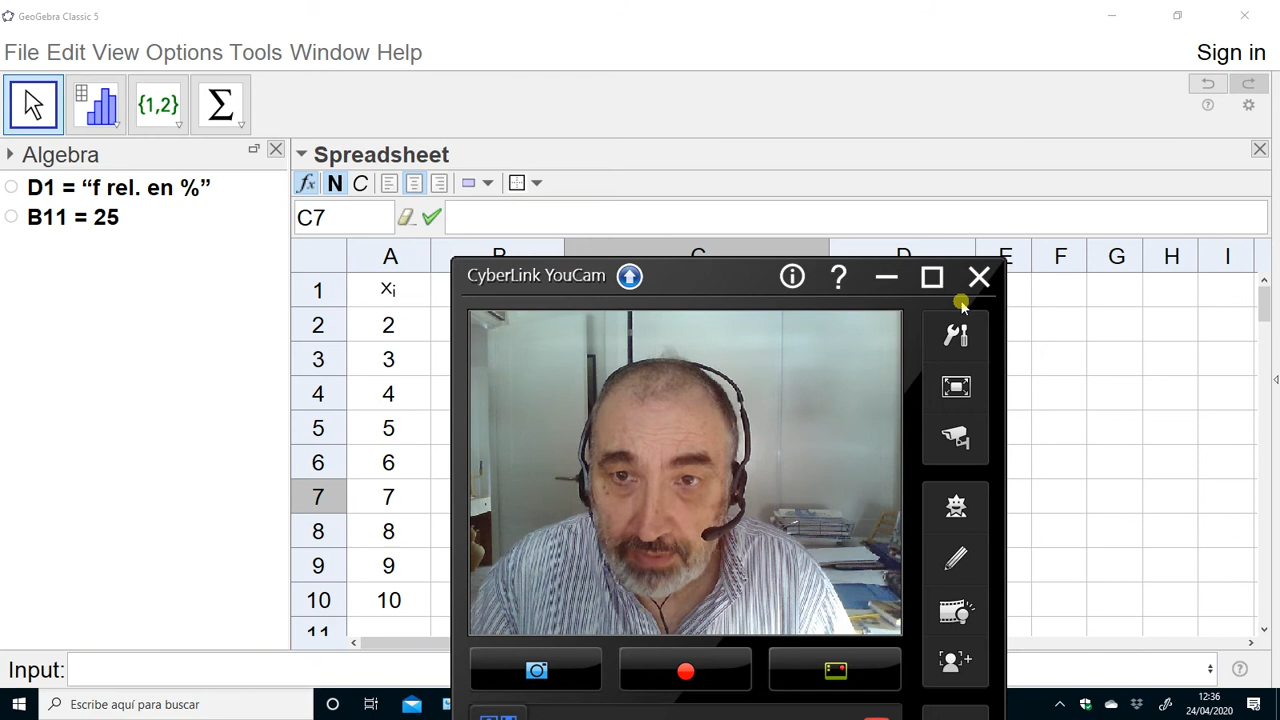 GeoGebra Classic 5
File Edit View Options Tools Window Help
Sign in
{1,2}
Σ
Algebra
Spreadsheet
D1 = “f rel. en %”
B11 = 25
fx N C
C7
A B C D E F G H I
1 xi
2 2
3 3
4 4
5 5
6 6
7 7
8 8
9 9
10 10
11
CyberLink YouCam
Input:
Escribe aquí para buscar
12:36
24/04/2020